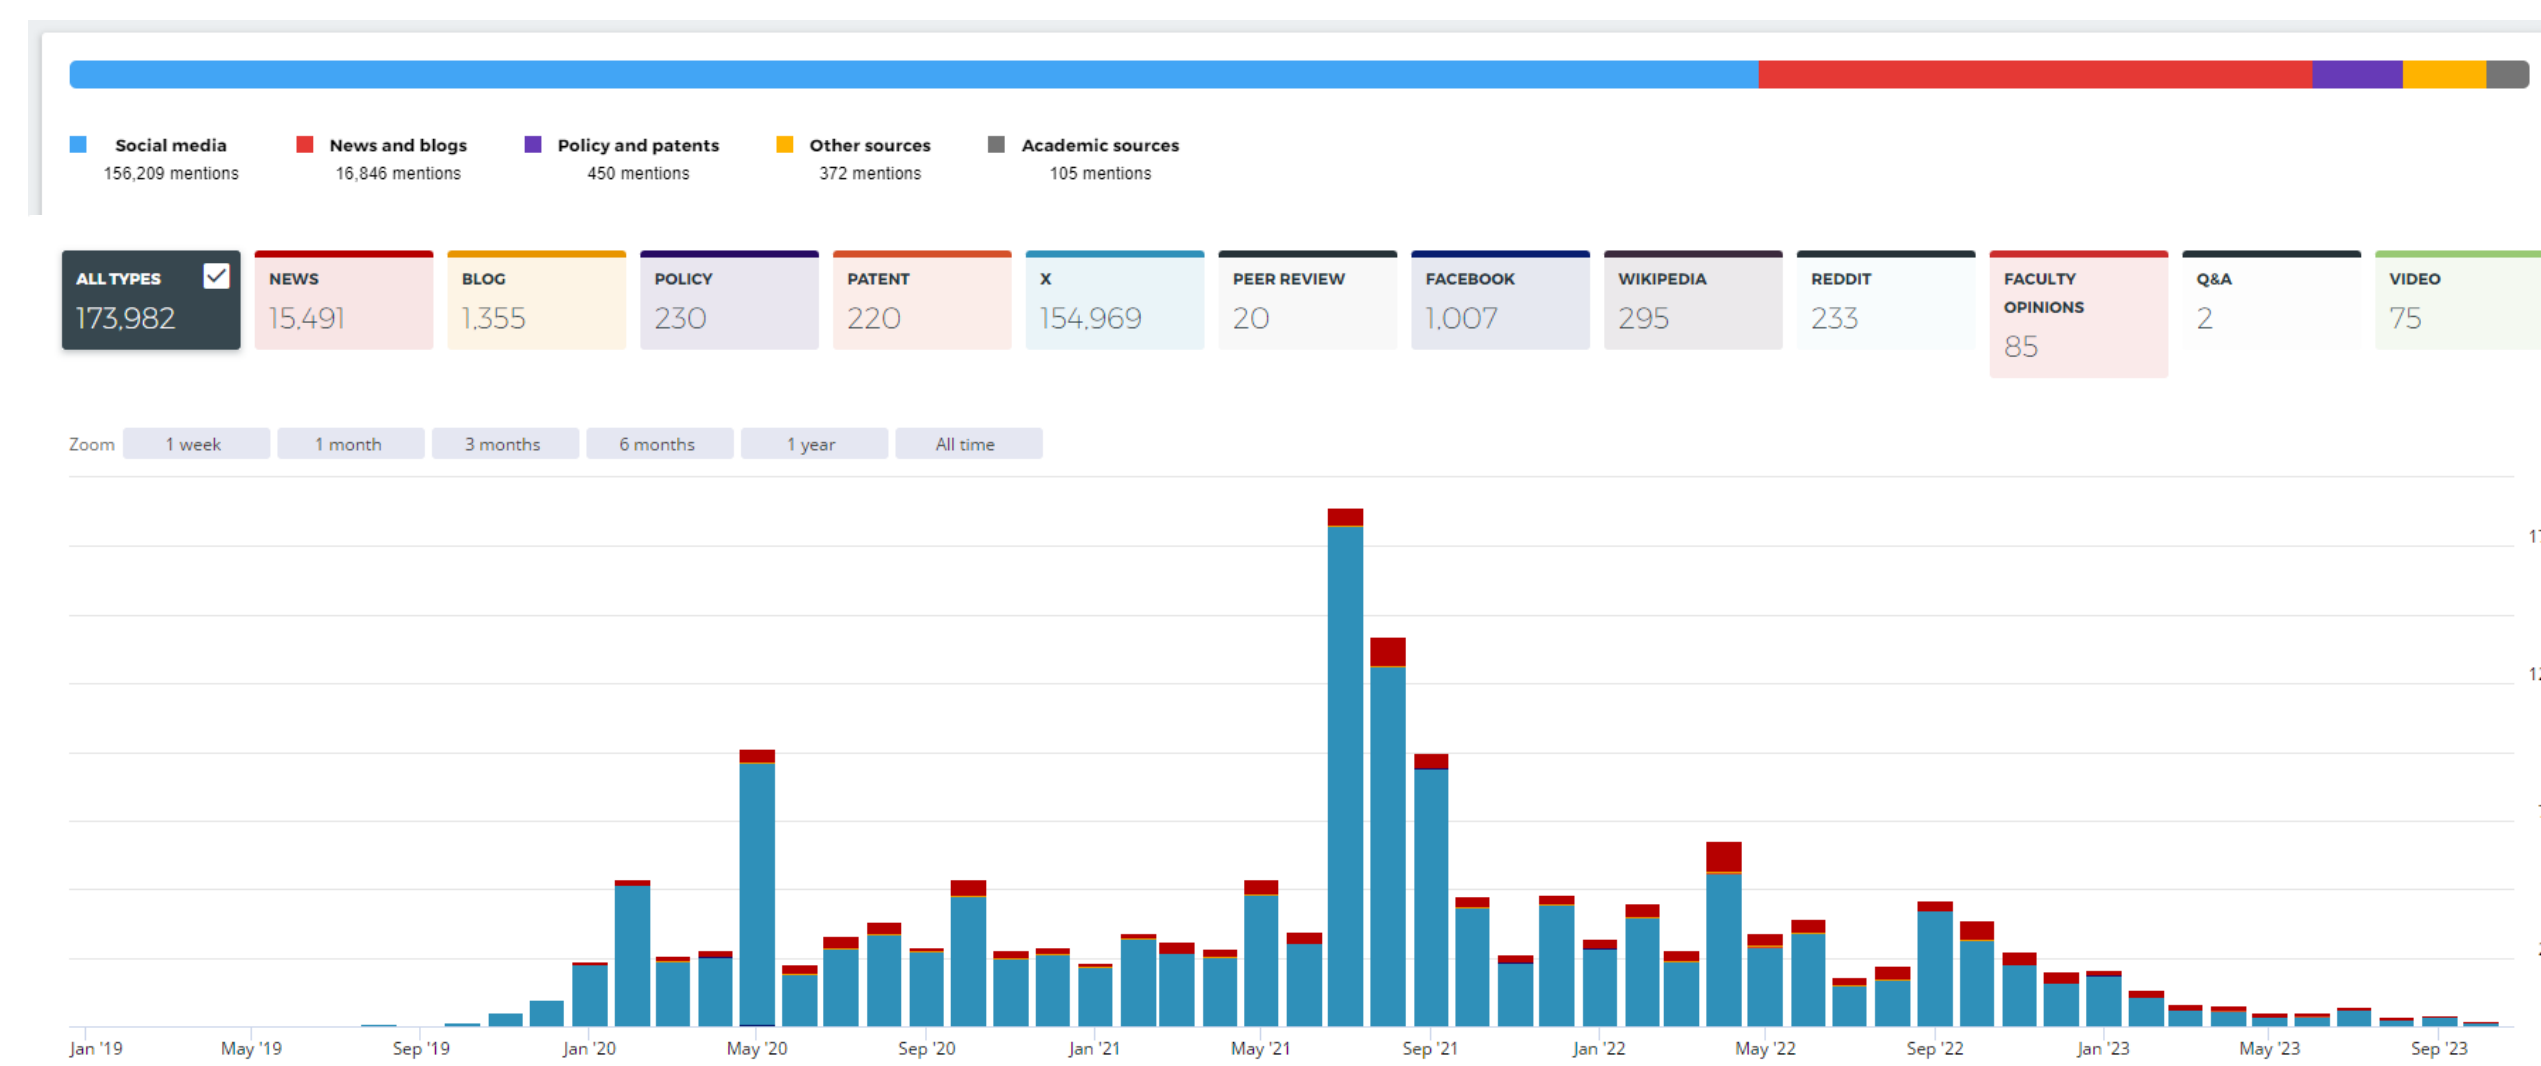 Social media
News and blogs
Policy and patents
Other sources
Academic sources
156,209 mentions
16,846 mentions
450 mentions
372 mentions
105 mentions
ALL TYPES
173,982
NEWS
15,491
BLOG
1,355
POLICY
230
PATENT
220
X
154,969
PEER REVIEW
20
FACEBOOK
1,007
WIKIPEDIA
295
REDDIT
233
FACULTY
OPINIONS
85
Q&A
2
VIDEO
75
Zoom 1 week 1 month 3 months 6 months 1 year All time
Jan '19 May '19 Sep '19 Jan '20 May '20 Sep '20 Jan '21 May '21 Sep '21 Jan '22 May '22 Sep '22 Jan '23 May '23 Sep '23